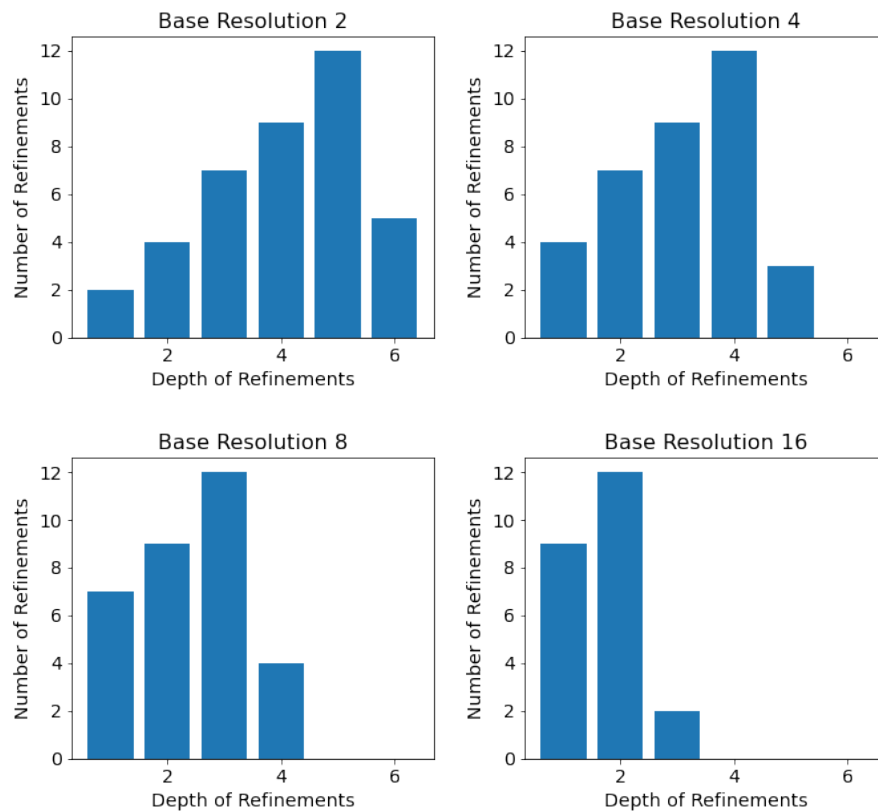 Base Resolution 2
Number of Refinements
12
10
8
6
4
2
0
2 4 6
Depth of Refinements
Base Resolution 4
Number of Refinements
12
10
8
6
4
2
0
2 4 6
Depth of Refinements
Base Resolution 8
Number of Refinements
12
10
8
6
4
2
0
2 4 6
Depth of Refinements
Base Resolution 16
Number of Refinements
12
10
8
6
4
2
0
2 4 6
Depth of Refinements